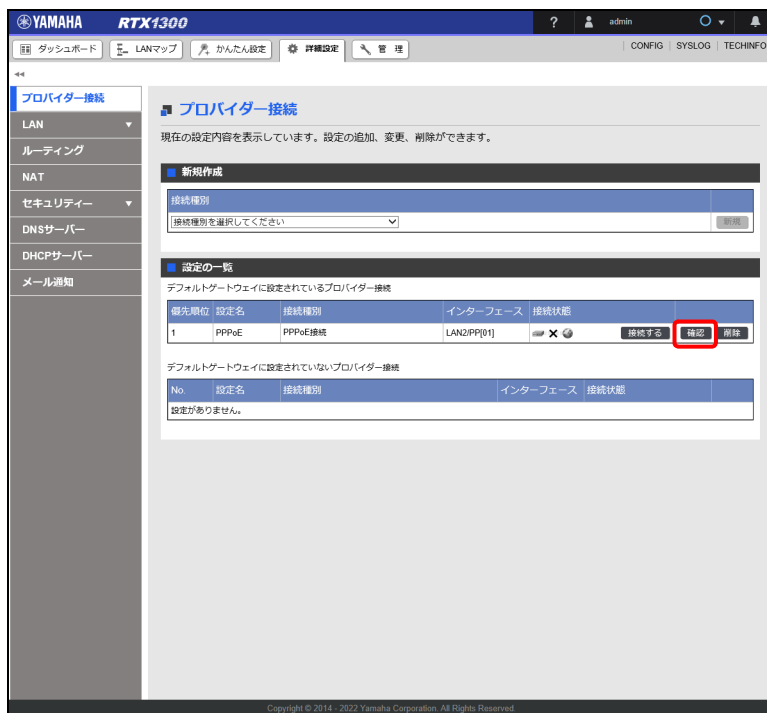 YAMAHA RTX1300 ? admin
ダッシュボード LANマップ かんたん設定 詳細設定 管 理 CONFIG SYSLOG TECHINFO
プロバイダー接続
LAN
ルーティング
NAT
セキュリティー
DNSサーバー
DHCPサーバー
メール通知
プロバイダー接続
現在の設定内容を表示しています。設定の追加、変更、削除ができます。
新規作成
接続種別
接続種別を選択してください 新規
設定の一覧
デフォルトゲートウェイに設定されているプロバイダー接続
優先順位 設定名 接続種別 インターフェース 接続状態
1 PPPoE PPPoE接続 LAN2/PP[01] 接続する 確認 削除
デフォルトゲートウェイに設定されていないプロバイダー接続
No. 設定名 接続種別 インターフェース 接続状態
設定がありません。
Copyright © 2014 - 2022 Yamaha Corporation. All Rights Reserved.